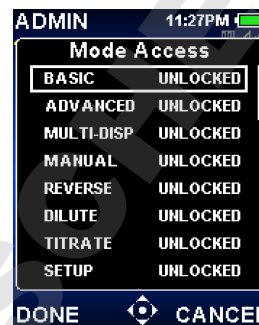 ADMIN 11:27PM
Mode Access
BASIC UNLOCKED
ADVANCED UNLOCKED
MULTI-DISP UNLOCKED
MANUAL UNLOCKED
REVERSE UNLOCKED
DILUTE UNLOCKED
TITRATE UNLOCKED
SETUP UNLOCKED
DONE CANCEL